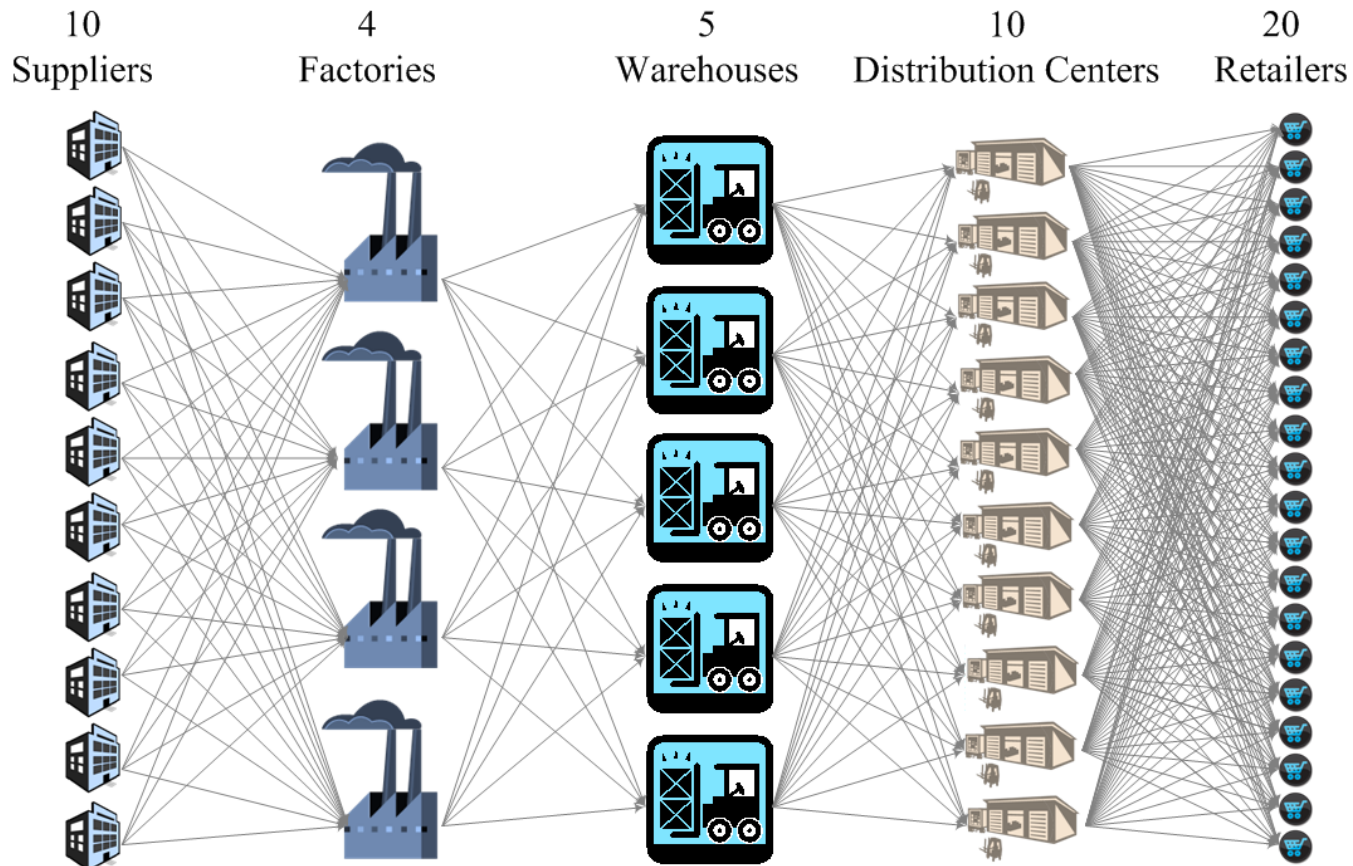 10
Suppliers
4
Factories
5
Warehouses
10
Distribution Centers
20
Retailers